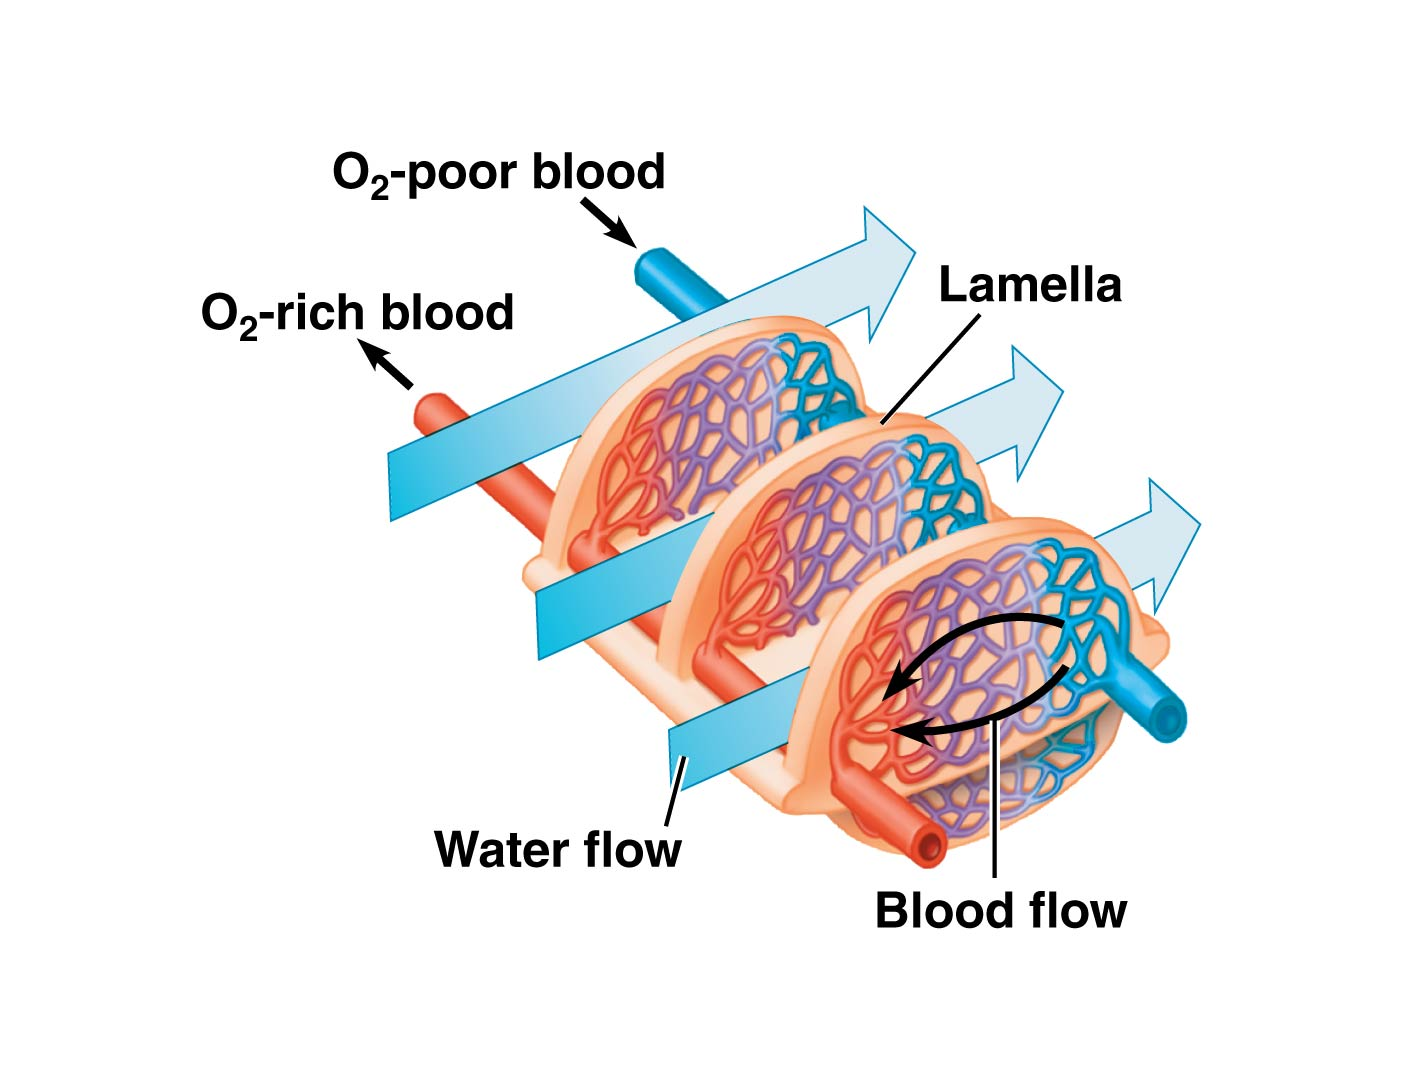 O₂-poor blood
O₂-rich blood
Lamella
Water flow
Blood flow